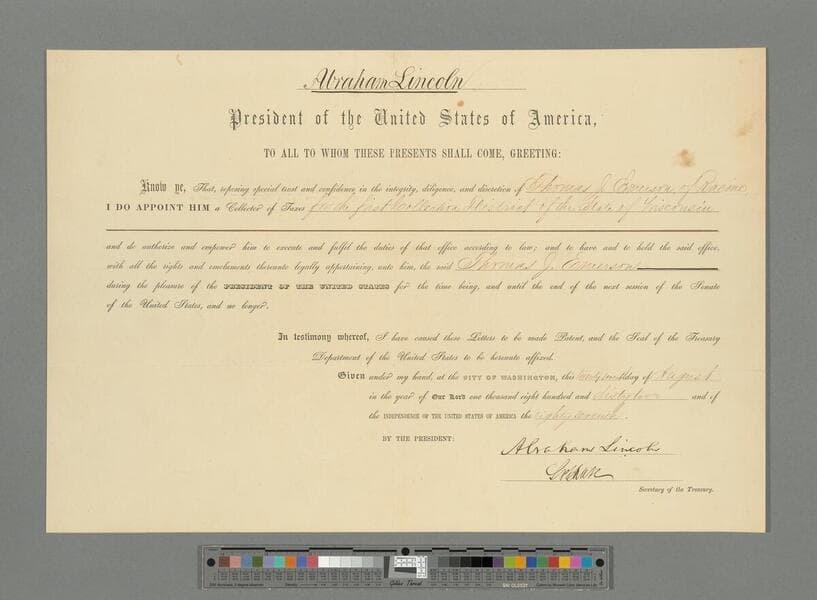 Abraham Lincoln
President of the United States of America,
TO ALL TO WHOM THESE PRESENTS SHALL COME, GREETING:
Know ye, That, reposing special trust and confidence in the integrity, diligence, and discretion of Thomas J. Emerson, of Racine,
I DO APPOINT HIM a Collector of Taxes for the first Collection District of the State of Wisconsin
and do authorize and empower him to execute and fulfil the duties of that office according to law; and to have and to hold the said office,
with all the rights and emoluments thereunto legally appertaining, unto him, the said Thomas J. Emerson
during the pleasure of the PRESIDENT OF THE UNITED STATES for the time being, and until the end of the next session of the Senate
of the United States, and no longer.
In testimony whereof, I have caused these Letters to be made Patent, and the Seal of the Treasury
Department of the United States to be hereunto affixed.
Given under my hand, at the CITY OF WASHINGTON, this day of August
in the year of Our Lord one thousand eight hundred and sixty two and of
the INDEPENDENCE OF THE UNITED STATES OF AMERICA the eighty seventh.
BY THE PRESIDENT:
Abraham Lincoln
Secretary of the Treasury.
Golden Thread